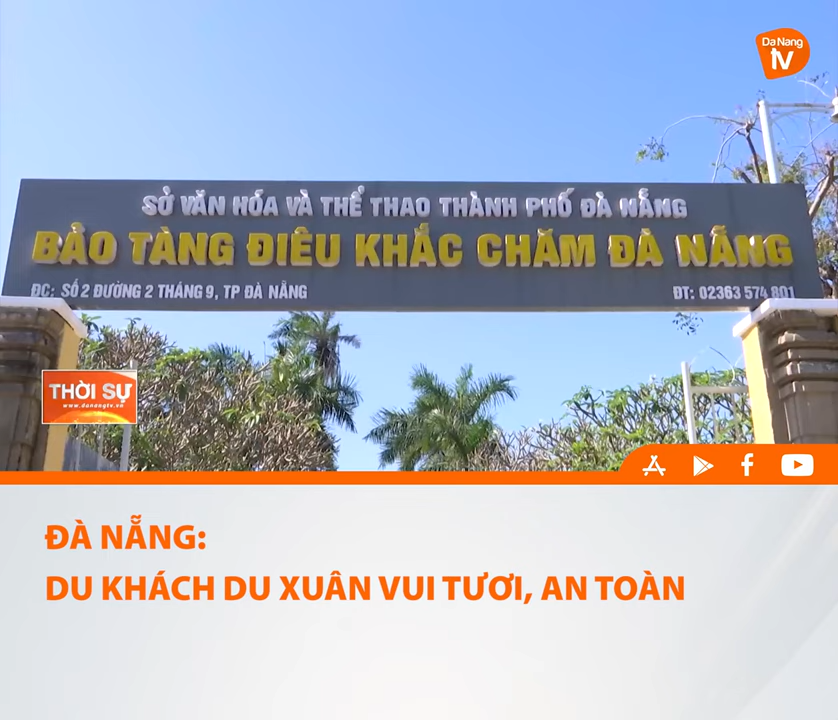 Da Nang
tv
SỞ VĂN HÓA VÀ THỂ THAO THÀNH PHỐ ĐÀ NẴNG
BẢO TÀNG ĐIÊU KHẮC CHĂM ĐÀ NẴNG
ĐC: SỐ 2 ĐƯỜNG 2 THÁNG 9, TP ĐÀ NẴNG
ĐT: 02363 574 801
THỜI SỰ
www.danangtv.vn
ĐÀ NẴNG:
DU KHÁCH DU XUÂN VUI TƯƠI, AN TOÀN